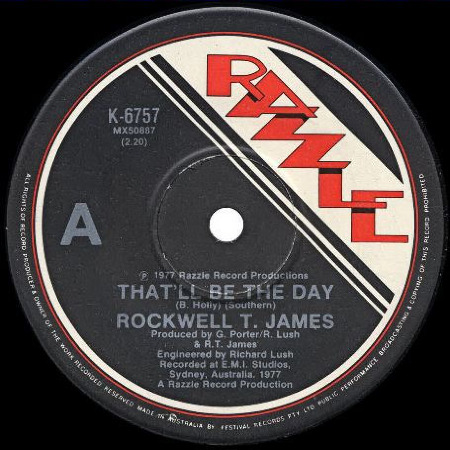 RAZZLE
K-6757
MX50887
(2.20)
A
℗ 1977 Razzle Record Productions
THAT'LL BE THE DAY
(B. Holly) (Southern)
ROCKWELL T. JAMES
Produced by G. Porter/R. Lush
& R.T. James
Engineered by Richard Lush
Recorded at E.M.I. Studios,
Sydney, Australia. 1977
A Razzle Record Production
ALL RIGHTS OF RECORD PRODUCER & OWNER OF THE WORK RECORDED RESERVED MADE IN AUSTRALIA BY FESTIVAL RECORDS PTY LTD PUBLIC PERFORMANCE, BROADCASTING & COPYING OF THIS RECORD PROHIBITED